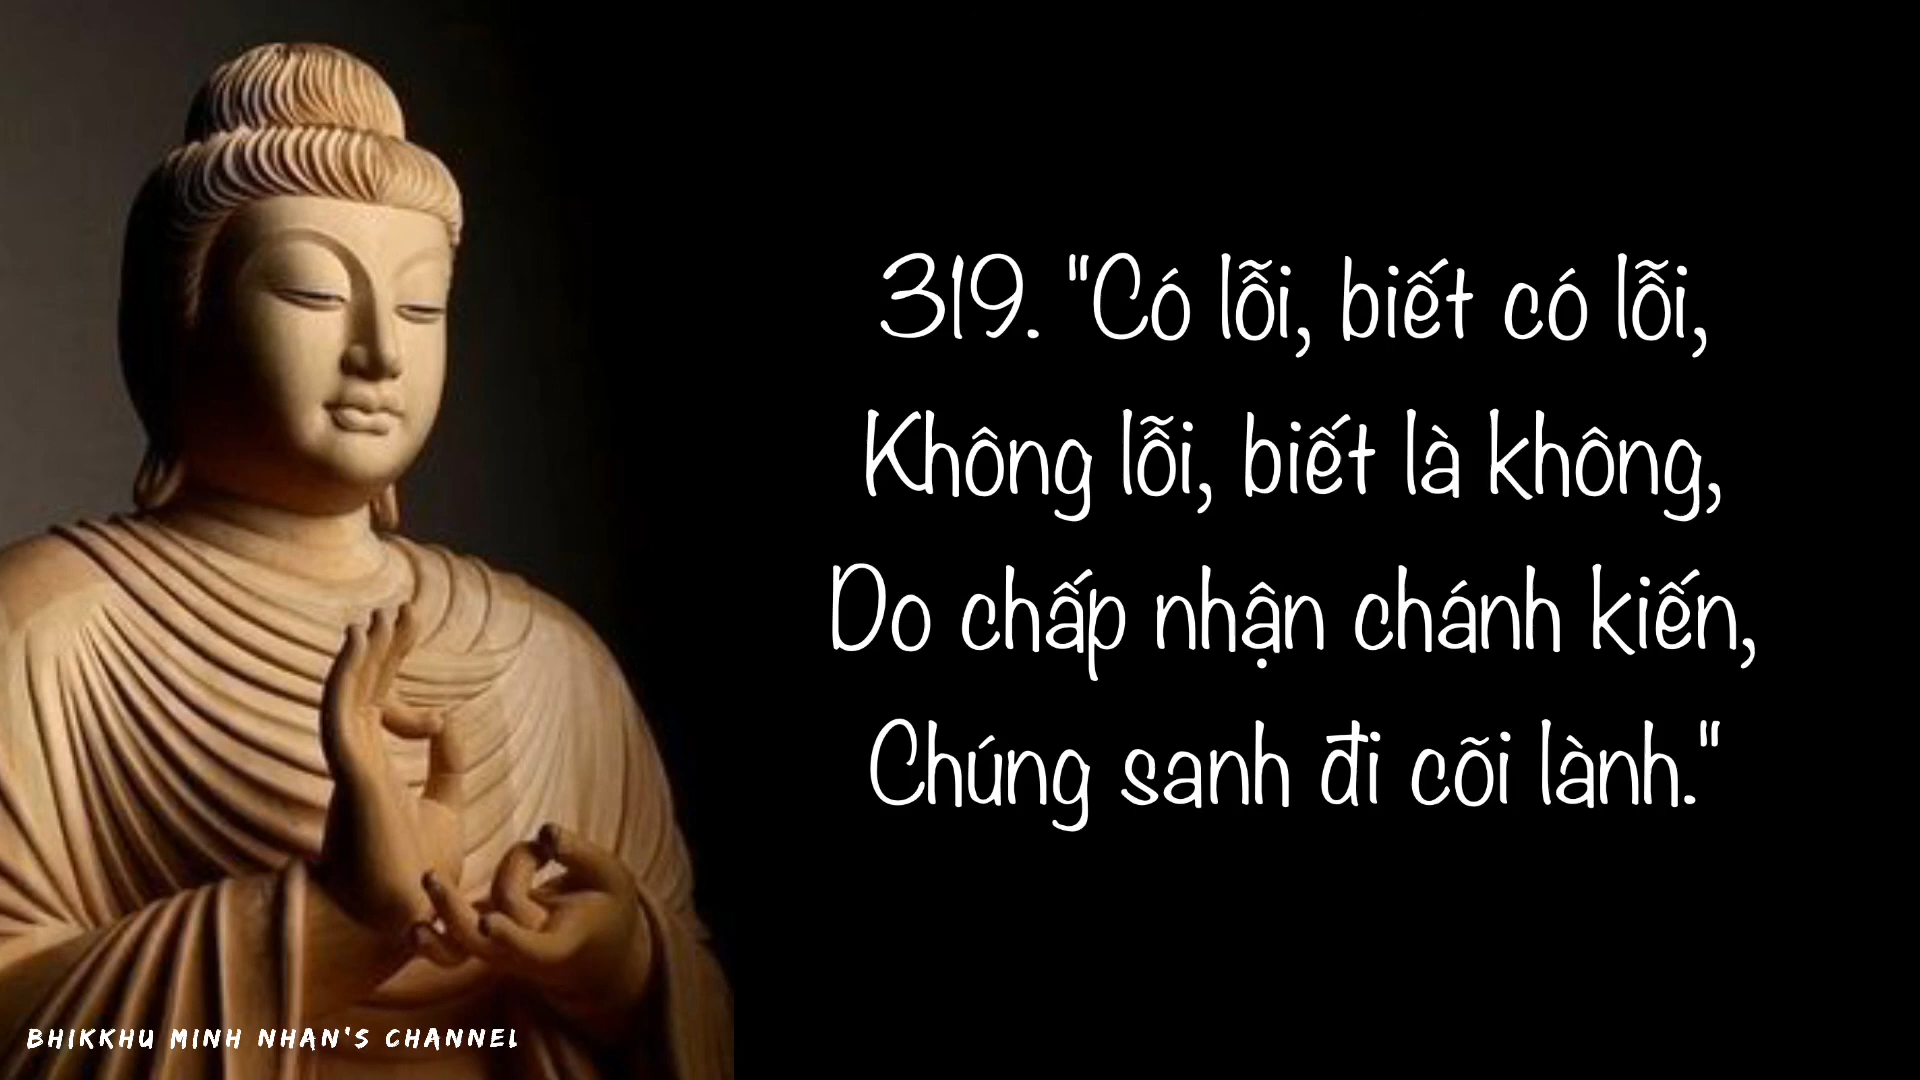 319. "Có lỗi, biết có lỗi,
Không lỗi, biết là không,
Do chấp nhận chánh kiến,
Chúng sanh đi cõi lành."
BHIKKHU MINH NHẠN'S CHANNEL